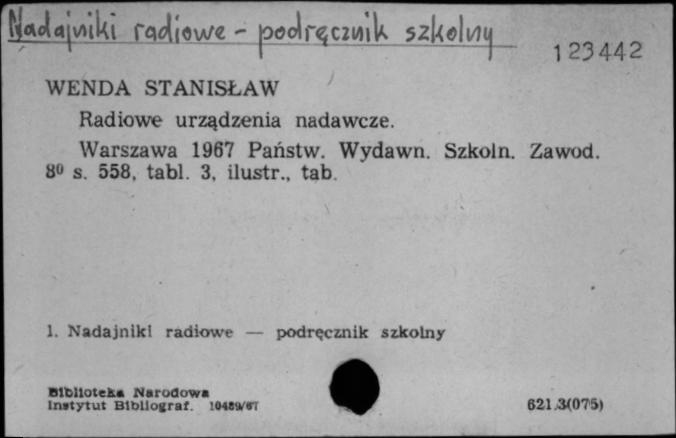 Nadajniki radiowe - podręcznik szkolny
123442
WENDA STANISŁAW
Radiowe urządzenia nadawcze.
Warszawa 1967 Państw. Wydawn. Szkoln. Zawod.
8⁰ s. 558, tabl. 3, ilustr., tab.
1. Nadajniki radiowe — podręcznik szkolny
Biblioteka Narodowa
Instytut Bibliograf. 10489/67
621.3(075)